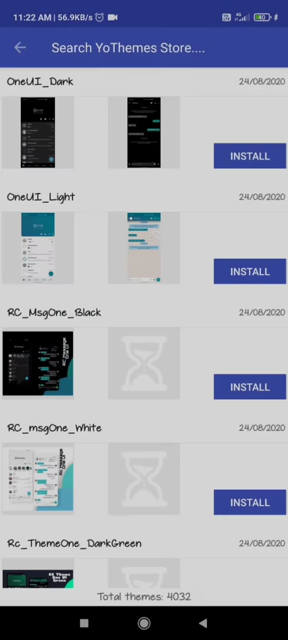 11:22 AM | 56.9KB/s
40
Search YoThemes Store....
OneUI_Dark
24/08/2020
INSTALL
OneUI_Light
24/08/2020
INSTALL
RC_MsgOne_Black
24/08/2020
INSTALL
RC_msgOne_White
24/08/2020
INSTALL
Rc_ThemeOne_DarkGreen
24/08/2020
Total themes: 4032